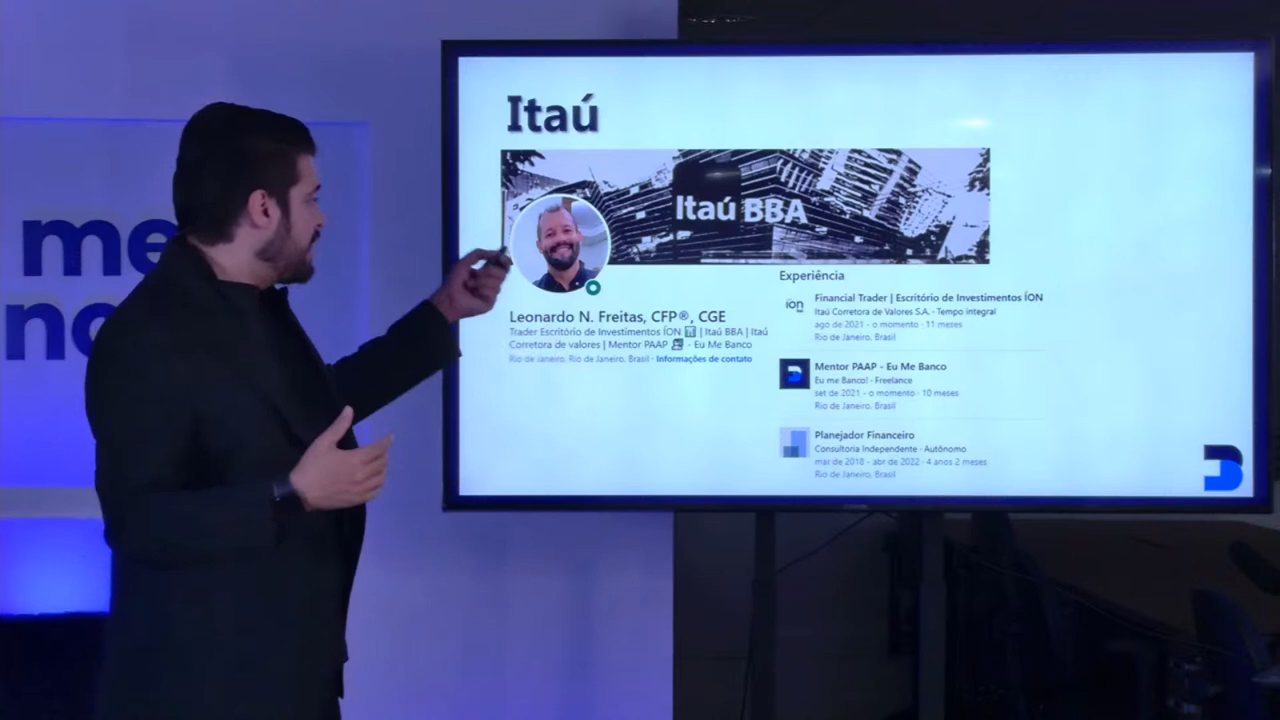 me
Itaú
Itaú BBA
Leonardo N. Freitas, CFP®, CGE
Trader Escritório de Investimentos ÍON | Itaú BBA | Itaú
Corretora de valores | Mentor PAAP - Eu Me Banco
Rio de Janeiro, Rio de Janeiro, Brasil · Informações de contato
Experiência
íon
Financial Trader | Escritório de Investimentos ÍON
Itaú Corretora de Valores S.A. · Tempo integral
ago de 2021 - o momento · 11 meses
Rio de Janeiro, Brasil
Mentor PAAP - Eu Me Banco
Eu me Banco! · Freelance
set de 2021 - o momento · 10 meses
Rio de Janeiro, Brasil
Planejador Financeiro
Consultoria Independente · Autônomo
mar de 2018 - abr de 2022 · 4 anos 2 meses
Rio de Janeiro, Brasil